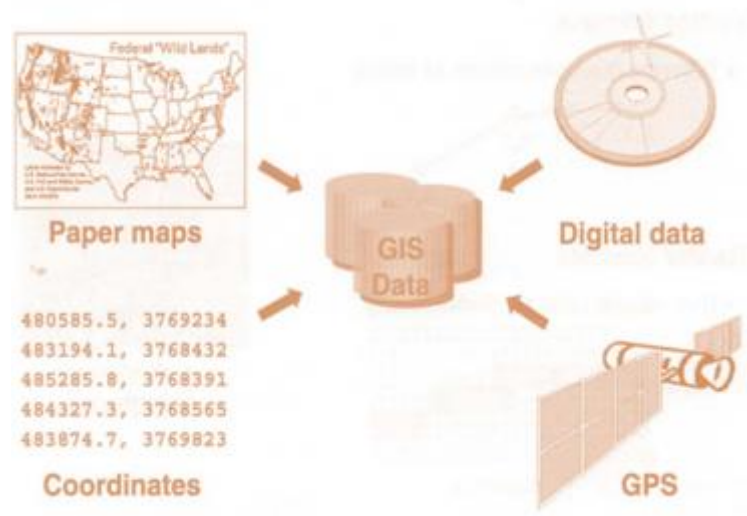 Federal "Wild Lands"
Paper maps
Digital data
GIS
Data
480585.5, 3769234
483194.1, 3768432
485285.8, 3768391
484327.3, 3768565
483874.7, 3769823
Coordinates
GPS